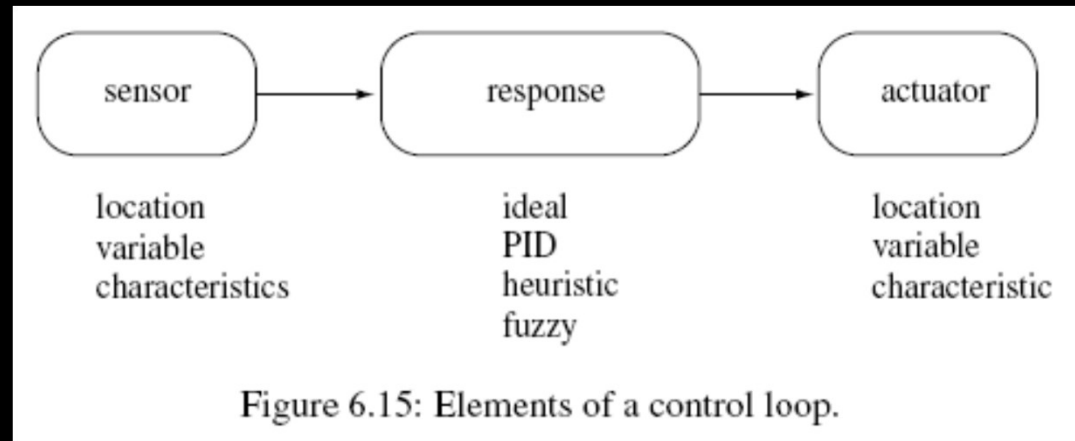 sensor
response
actuator
location
variable
characteristics
ideal
PID
heuristic
fuzzy
location
variable
characteristic
Figure 6.15: Elements of a control loop.